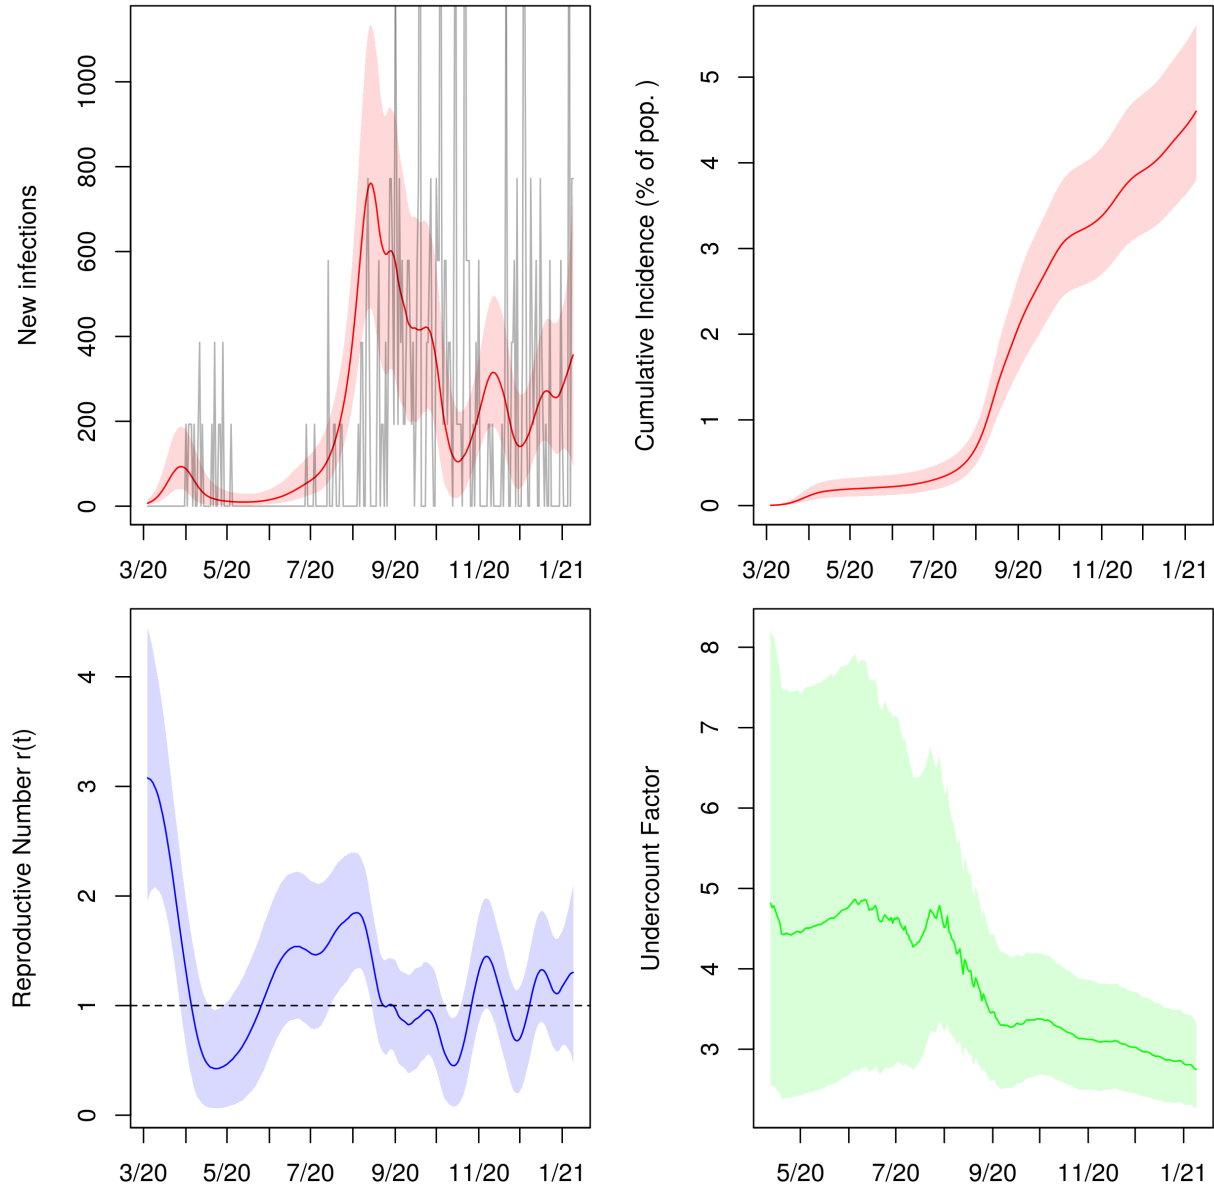 New infections
0
200
400
600
800
1000
3/20 5/20 7/20 9/20 11/20 1/21
Cumulative Incidence (% of pop. )
0
1
2
3
4
5
3/20 5/20 7/20 9/20 11/20 1/21
Reproductive Number r(t)
0
1
2
3
4
3/20 5/20 7/20 9/20 11/20 1/21
Undercount Factor
3
4
5
6
7
8
5/20 7/20 9/20 11/20 1/21